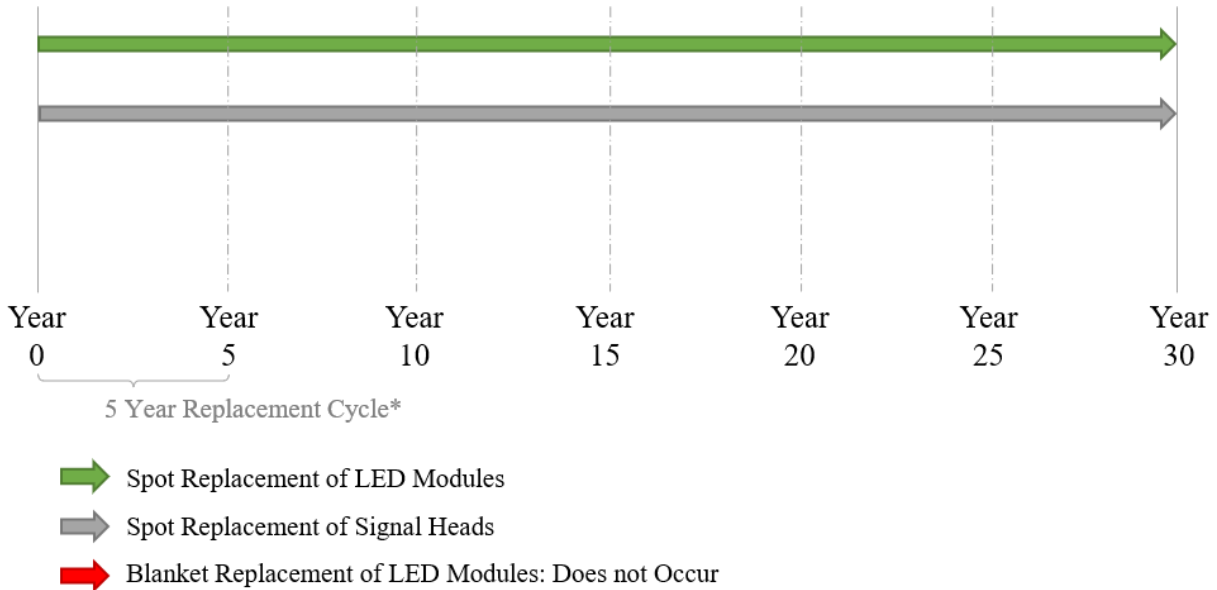 Year Year Year Year Year Year Year
0 5 10 15 20 25 30
5 Year Replacement Cycle*
Spot Replacement of LED Modules
Spot Replacement of Signal Heads
Blanket Replacement of LED Modules: Does not Occur